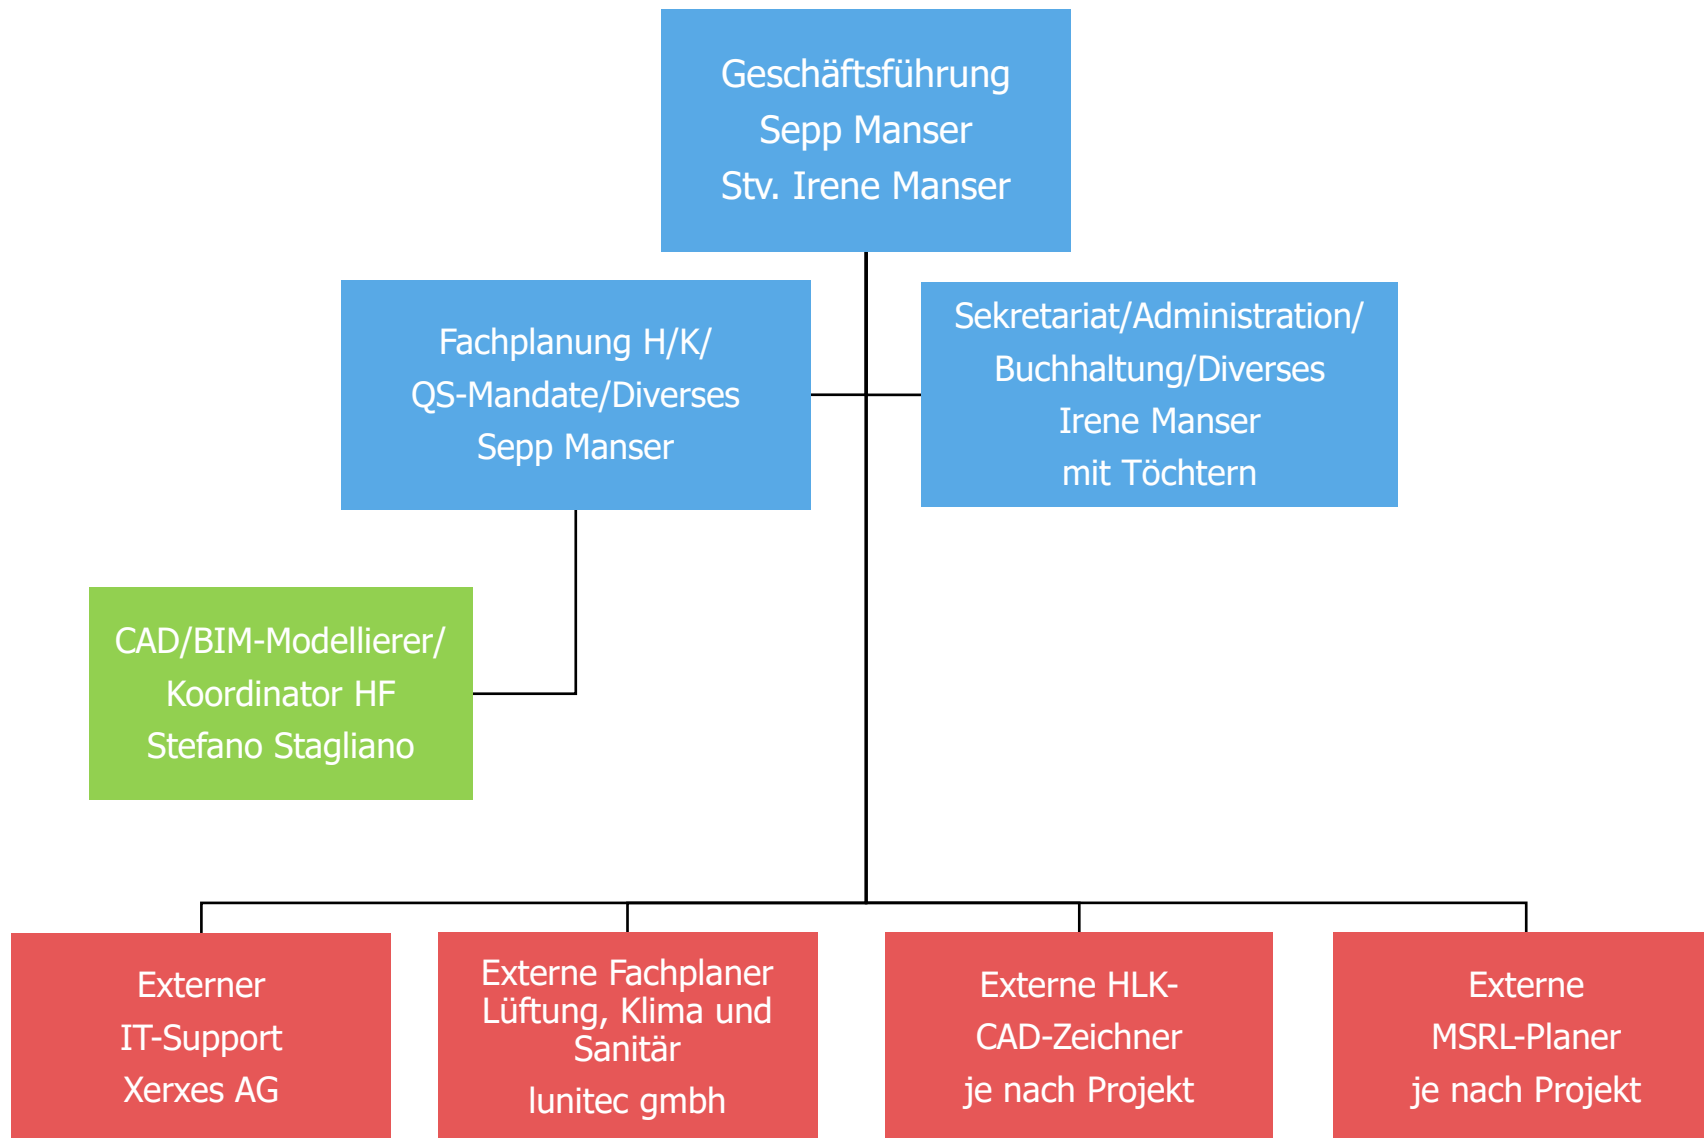 Geschäftsführung
Sepp Manser
Stv. Irene Manser
Fachplanung H/K/
QS-Mandate/Diverses
Sepp Manser
Sekretariat/Administration/
Buchhaltung/Diverses
Irene Manser
mit Töchtern
CAD/BIM-Modellierer/
Koordinator HF
Stefano Stagliano
Externer
IT-Support
Xerxes AG
Externe Fachplaner
Lüftung, Klima und
Sanitär
lunitec gmbh
Externe HLK-
CAD-Zeichner
je nach Projekt
Externe
MSRL-Planer
je nach Projekt